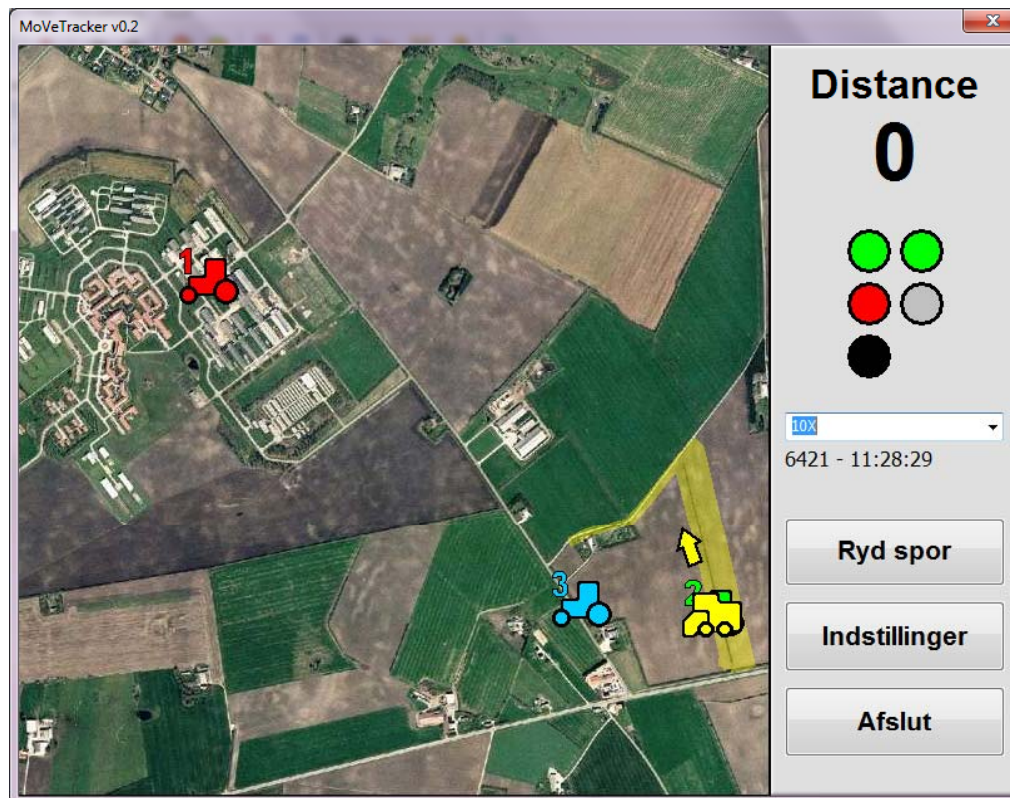 MoVeTracker v0.2
Distance
0
1
10X
6421 - 11:28:29
Ryd spor
3
2
Indstillinger
Afslut